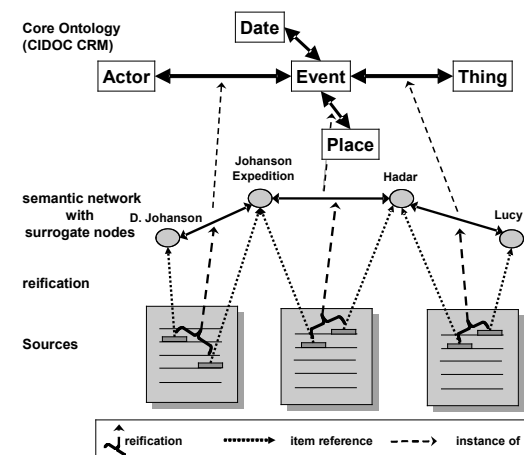 Core Ontology
(CIDOC CRM)
Date
Actor
Event
Thing
Place
Johanson
Expedition
Hadar
semantic network
with
surrogate nodes
D. Johanson
Lucy
reification
Sources
reification
item reference
instance of